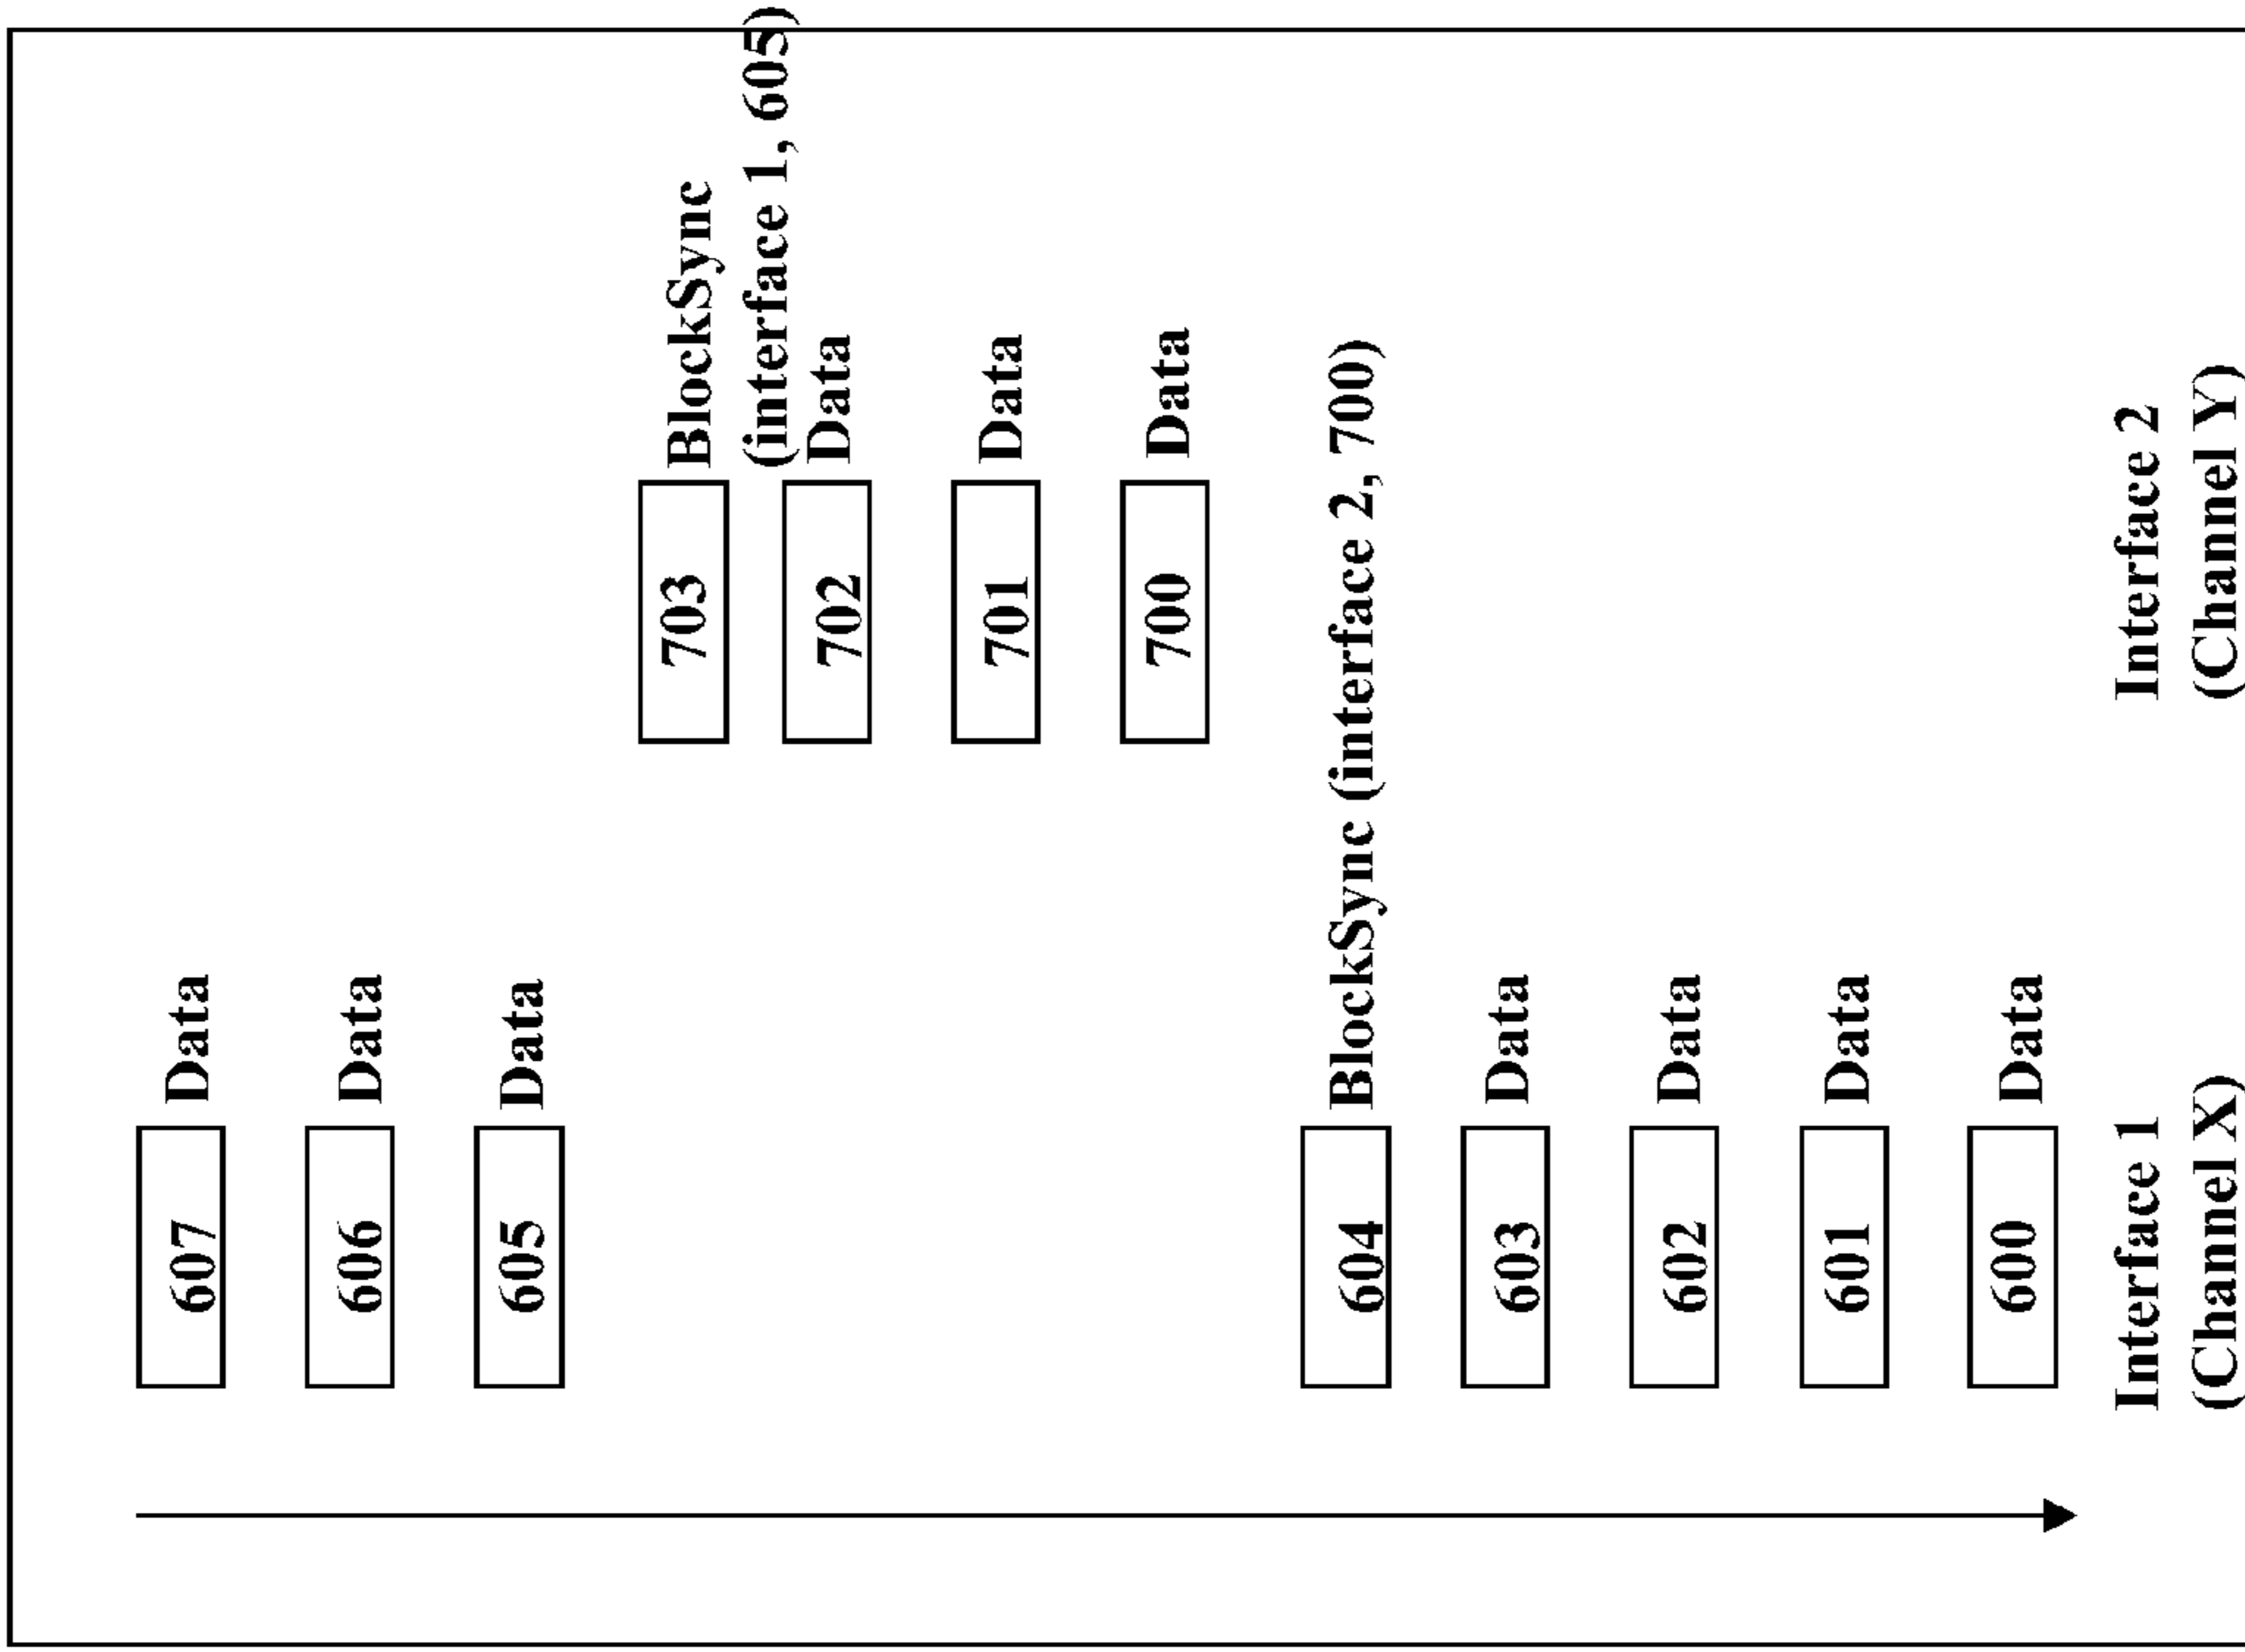 607 Data
606 Data
605 Data
703 BlockSync
(interface 1, 605)
702 Data
701 Data
700 Data
604 BlockSync (interface 2, 700)
603 Data
602 Data
601 Data
600 Data
Interface 1
(Channel X)
Interface 2
(Channel Y)